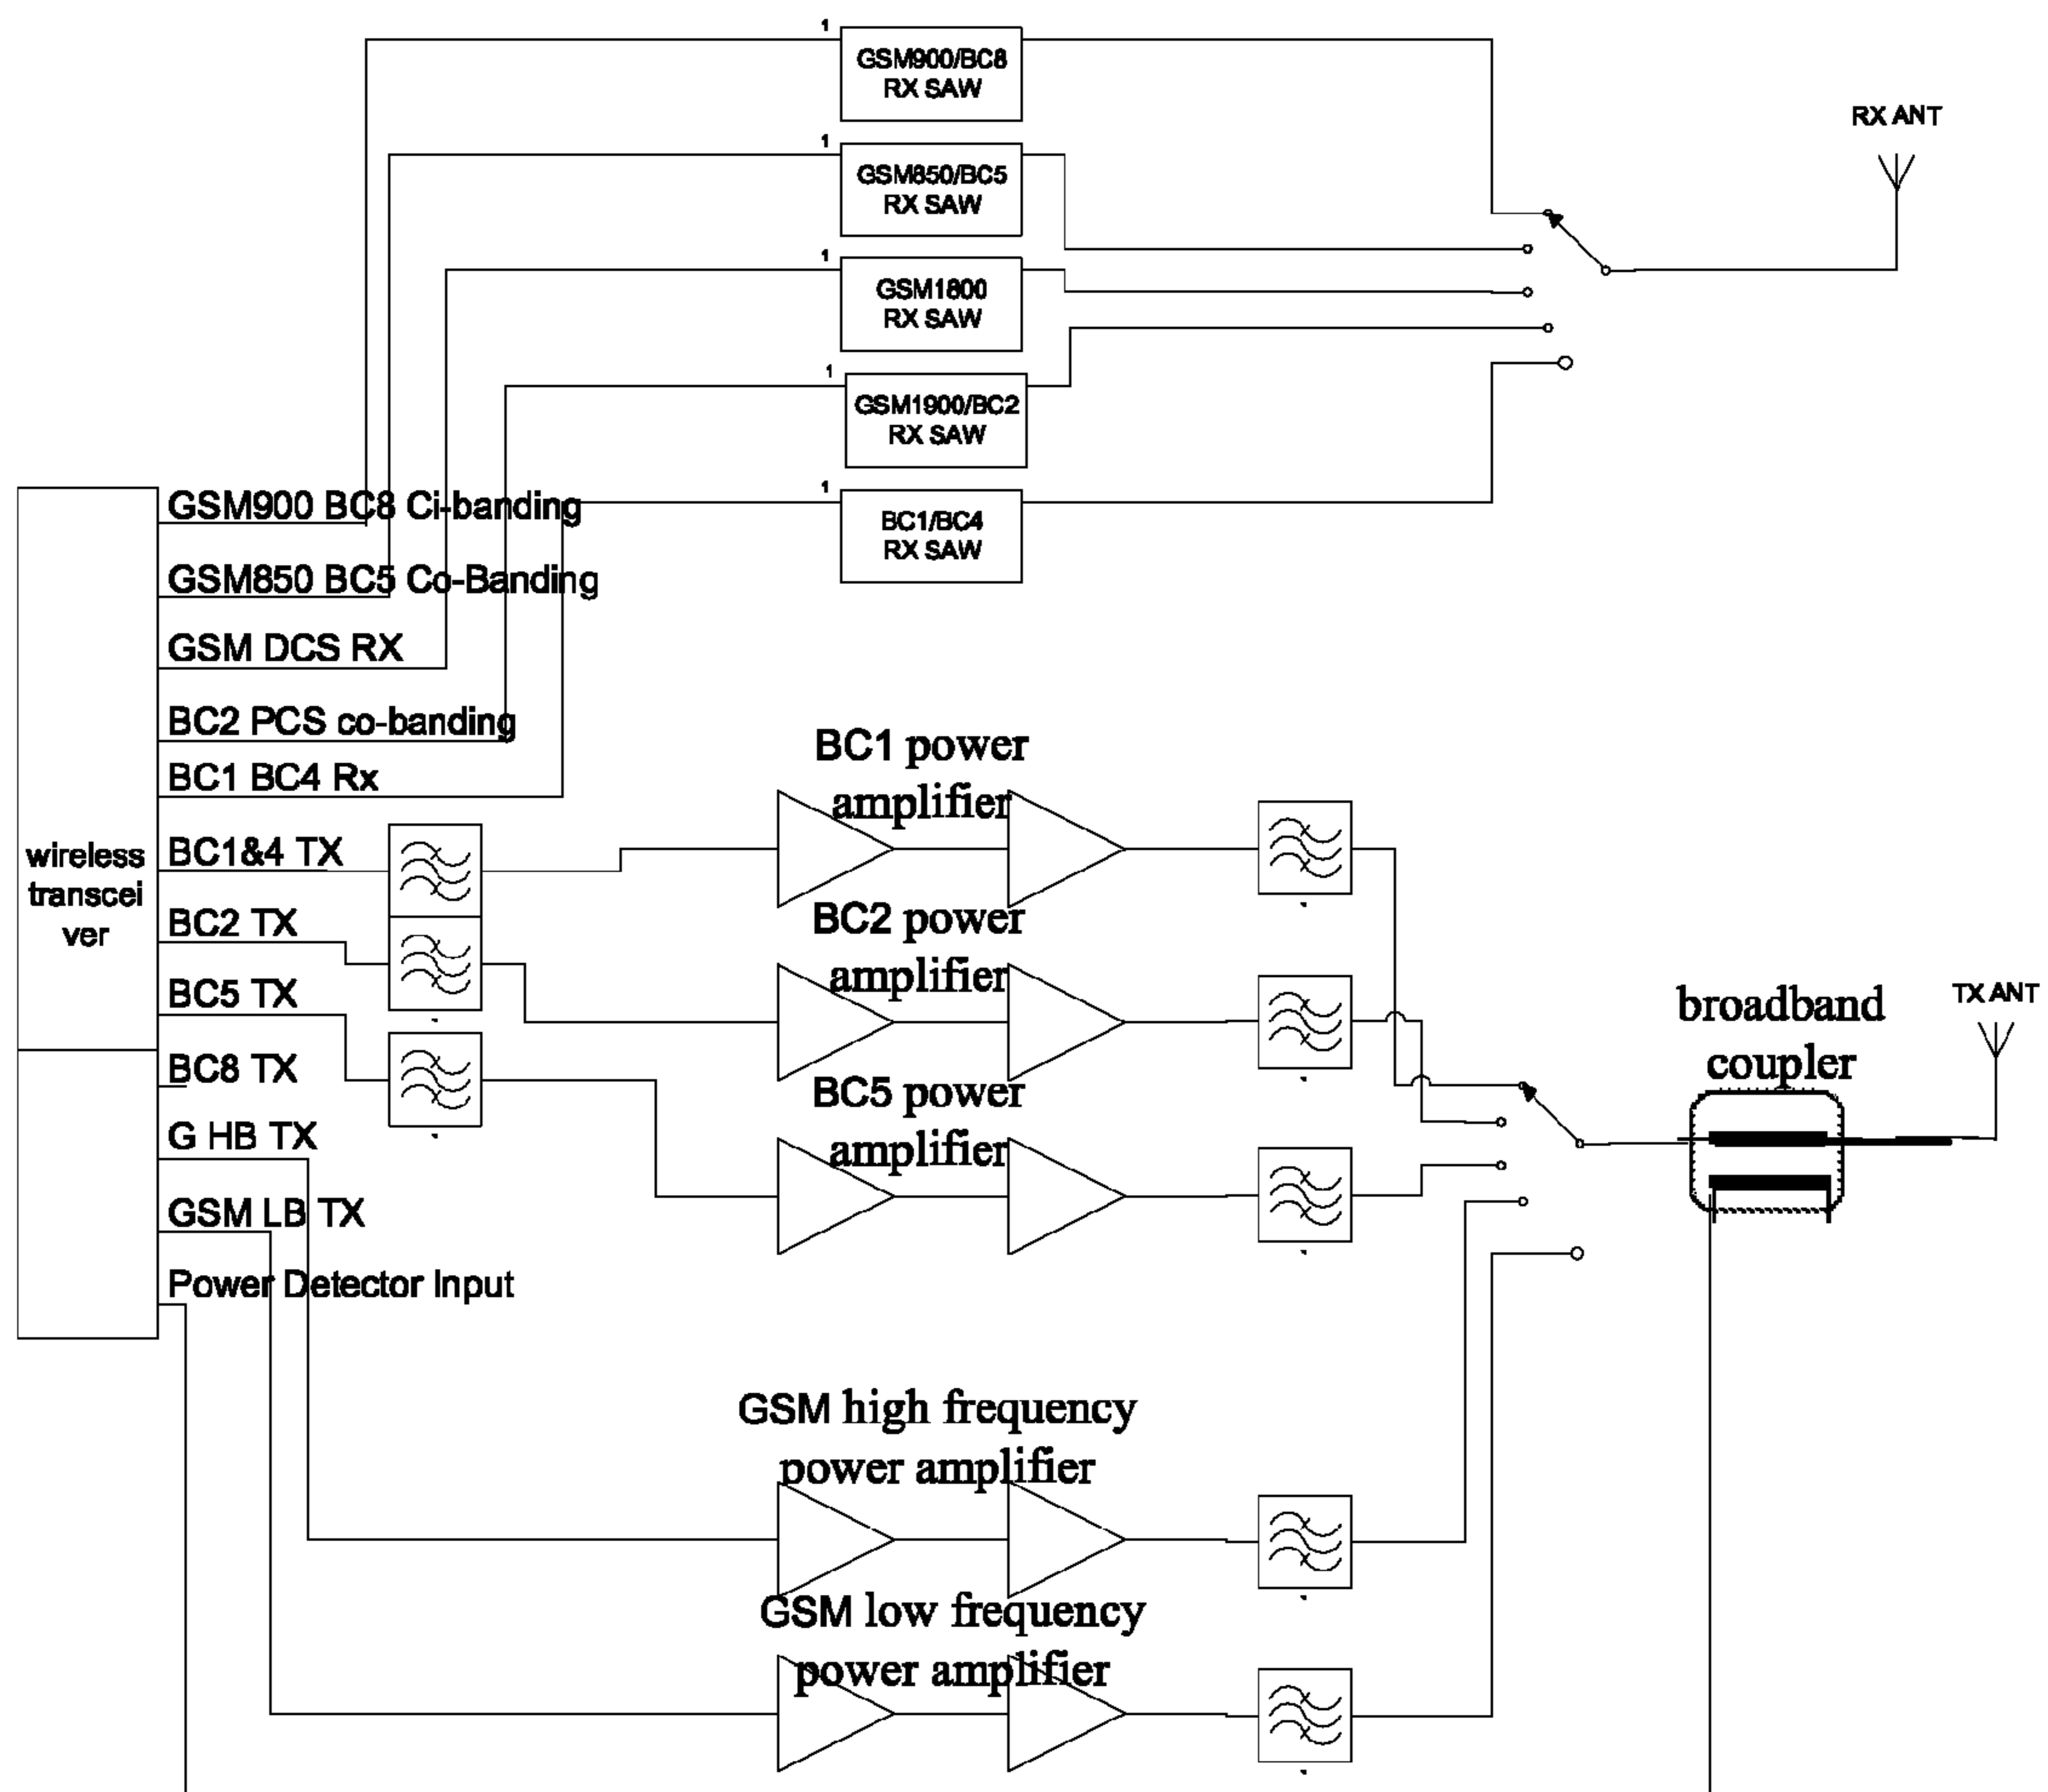 1
GSM900/BC8
RX SAW
RX ANT
1
GSM850/BC5
RX SAW
1
GSM1800
RX SAW
1
GSM1900/BC2
RX SAW
1
BC1/BC4
RX SAW
GSM900 BC8 Ci-banding
GSM850 BC5 Co-Banding
GSM DCS RX
BC2 PCS co-banding
BC1 BC4 Rx
wireless
transcei
ver
BC1&4 TX
BC2 TX
BC5 TX
BC8 TX
G HB TX
GSM LB TX
Power Detector Input
BC1 power
amplifier
BC2 power
amplifier
BC5 power
amplifier
broadband
coupler
TX ANT
GSM high frequency
power amplifier
GSM low frequency
power amplifier